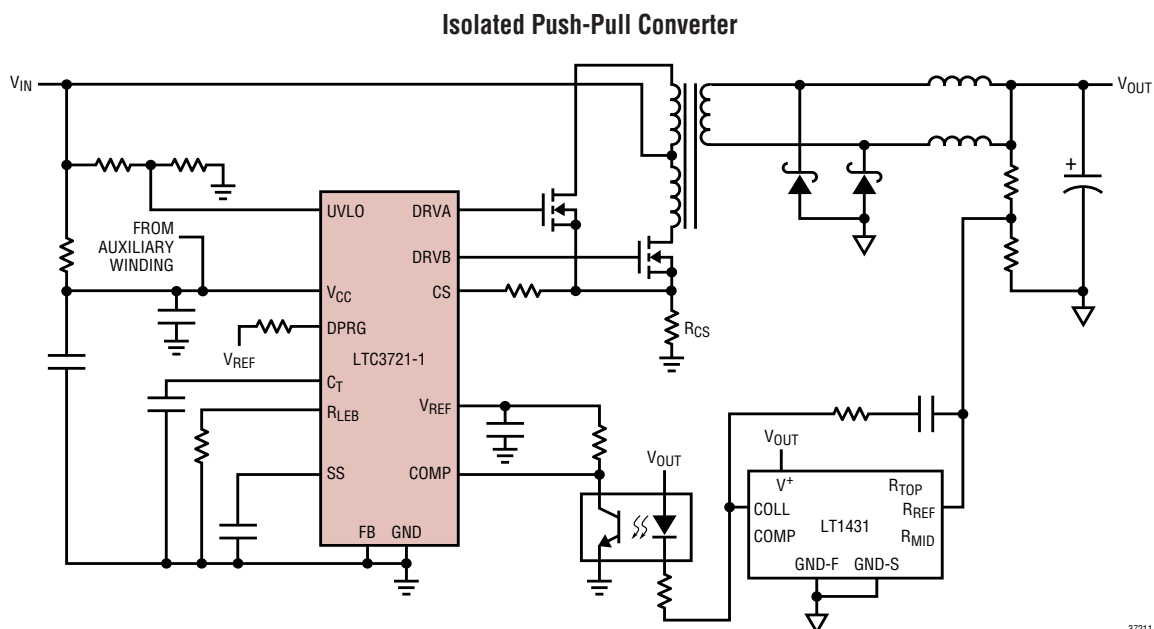 Isolated Push-Pull Converter
VIN
VOUT
UVLO
DRVA
FROM
AUXILIARY
WINDING
DRVB
VCC
CS
RCS
DPRG
VREF
LTC3721-1
CT
RLEB
VREF
SS
COMP
VOUT
VOUT
V+
RTOP
COLL
RREF
COMP
LT1431
RMID
FB
GND
GND-F
GND-S
+